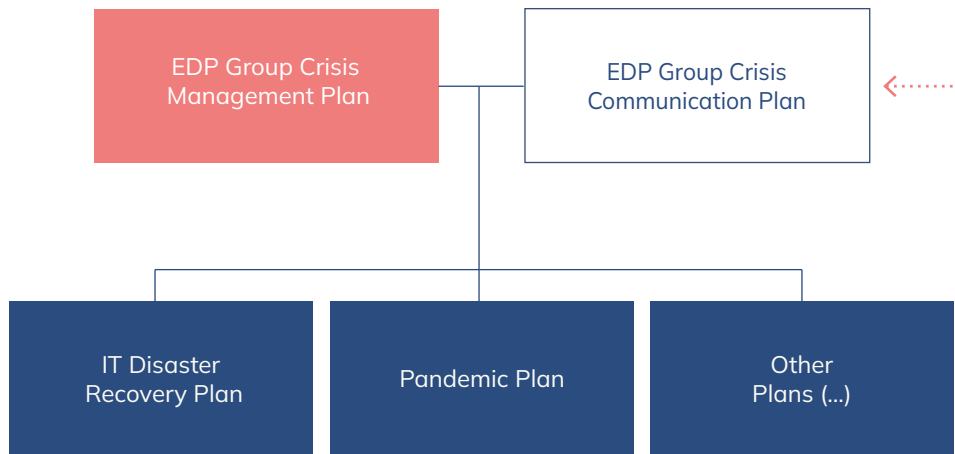 EDP Group Crisis
Management Plan
EDP Group Crisis
Communication Plan
IT Disaster
Recovery Plan
Pandemic Plan
Other
Plans (...)